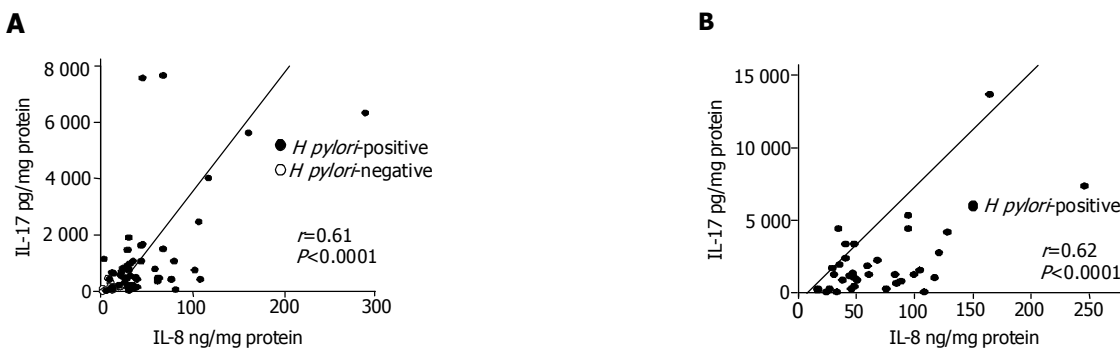 A
8 000
6 000
4 000
2 000
0
IL-17 pg/mg protein
H pylori-positive
H pylori-negative
r=0.61
P<0.0001
0 100 200 300
IL-8 ng/mg protein
B
15 000
10 000
5 000
0
IL-17 pg/mg protein
H pylori-positive
r=0.62
P<0.0001
0 50 100 150 200 250
IL-8 ng/mg protein